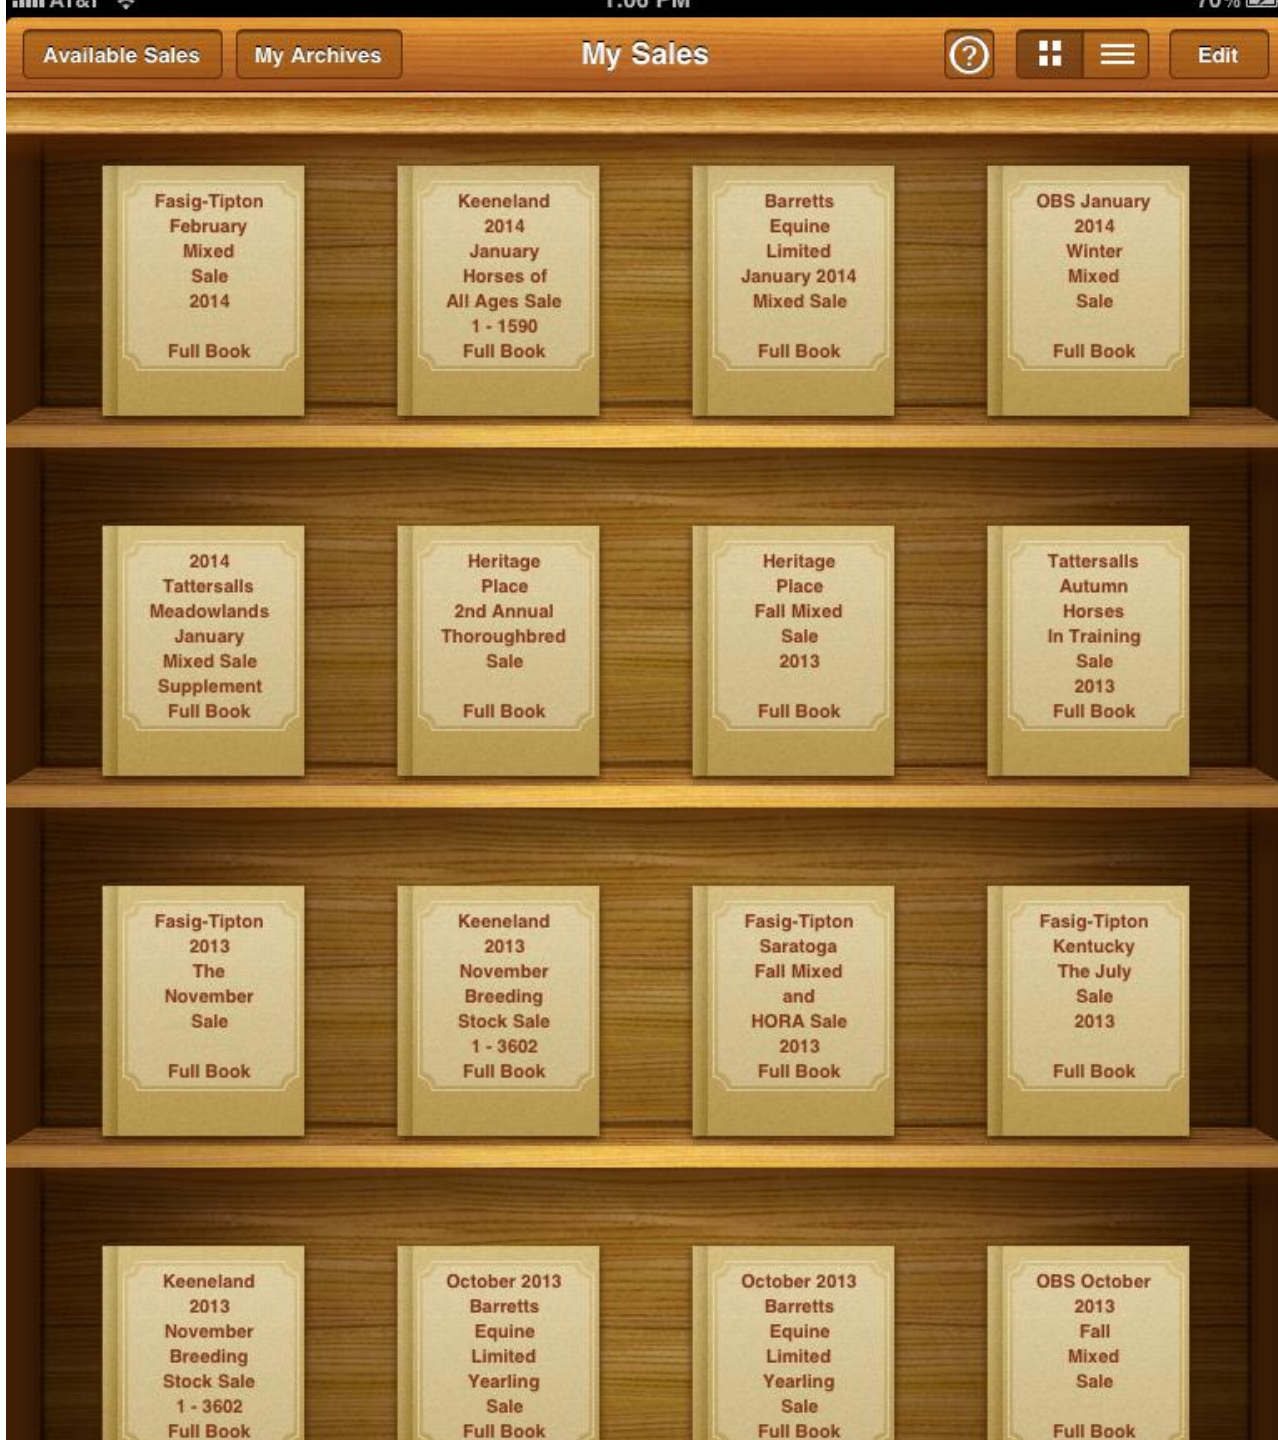 AT&T 1:06 PM 70%
Available Sales My Archives My Sales ? Edit
Fasig-Tipton
February
Mixed
Sale
2014
Full Book
Keeneland
2014
January
Horses of
All Ages Sale
1 - 1590
Full Book
Barretts
Equine
Limited
January 2014
Mixed Sale
Full Book
OBS January
2014
Winter
Mixed
Sale
Full Book
2014
Tattersalls
Meadowlands
January
Mixed Sale
Supplement
Full Book
Heritage
Place
2nd Annual
Thoroughbred
Sale
Full Book
Heritage
Place
Fall Mixed
Sale
2013
Full Book
Tattersalls
Autumn
Horses
In Training
Sale
2013
Full Book
Fasig-Tipton
2013
The
November
Sale
Full Book
Keeneland
2013
November
Breeding
Stock Sale
1 - 3602
Full Book
Fasig-Tipton
Saratoga
Fall Mixed
and
HORA Sale
2013
Full Book
Fasig-Tipton
Kentucky
The July
Sale
2013
Full Book
Keeneland
2013
November
Breeding
Stock Sale
1 - 3602
Full Book
October 2013
Barretts
Equine
Limited
Yearling
Sale
Full Book
October 2013
Barretts
Equine
Limited
Yearling
Sale
Full Book
OBS October
2013
Fall
Mixed
Sale
Full Book